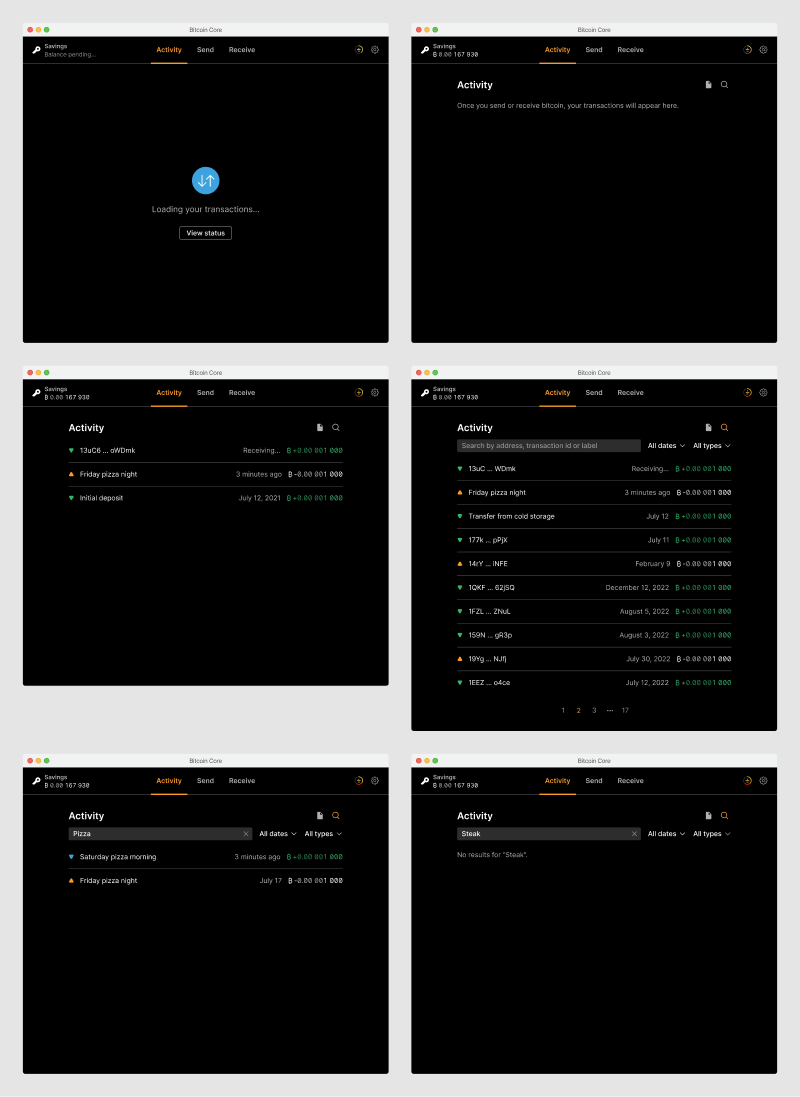 Bitcoin Core
Savings
Balance pending...
Activity Send Receive
Loading your transactions...
View status
Bitcoin Core
Savings
₿ 0.00 167 930
Activity Send Receive
Activity
Once you send or receive bitcoin, your transactions will appear here.
Bitcoin Core
Savings
₿ 0.00 167 930
Activity Send Receive
Activity
13uC6 ... oWDmk Receiving... ₿ +0.00 001 000
Friday pizza night 3 minutes ago ₿ -0.00 001 000
Initial deposit July 12, 2021 ₿ +0.00 001 000
Bitcoin Core
Savings
₿ 0.00 167 930
Activity Send Receive
Activity
Search by address, transaction id or label All dates All types
13uC ... WDmk Receiving... ₿ +0.00 001 000
Friday pizza night 3 minutes ago ₿ -0.00 001 000
Transfer from cold storage July 12 ₿ +0.00 001 000
177k ... pPjX July 11 ₿ +0.00 001 000
14rY ... iNFE February 9 ₿ -0.00 001 000
1QKF ... 62jSQ December 12, 2022 ₿ +0.00 001 000
1FZL ... ZNuL August 5, 2022 ₿ +0.00 001 000
159N ... gR3p August 3, 2022 ₿ +0.00 001 000
19Yg ... NJfj July 30, 2022 ₿ -0.00 001 000
1EEZ ... o4ce July 12, 2022 ₿ +0.00 001 000
1 2 3 ••• 17
Bitcoin Core
Savings
₿ 0.00 167 930
Activity Send Receive
Activity
Pizza All dates All types
Saturday pizza morning 3 minutes ago ₿ +0.00 001 000
Friday pizza night July 17 ₿ -0.00 001 000
Bitcoin Core
Savings
₿ 0.00 167 930
Activity Send Receive
Activity
Steak All dates All types
No results for "Steak".